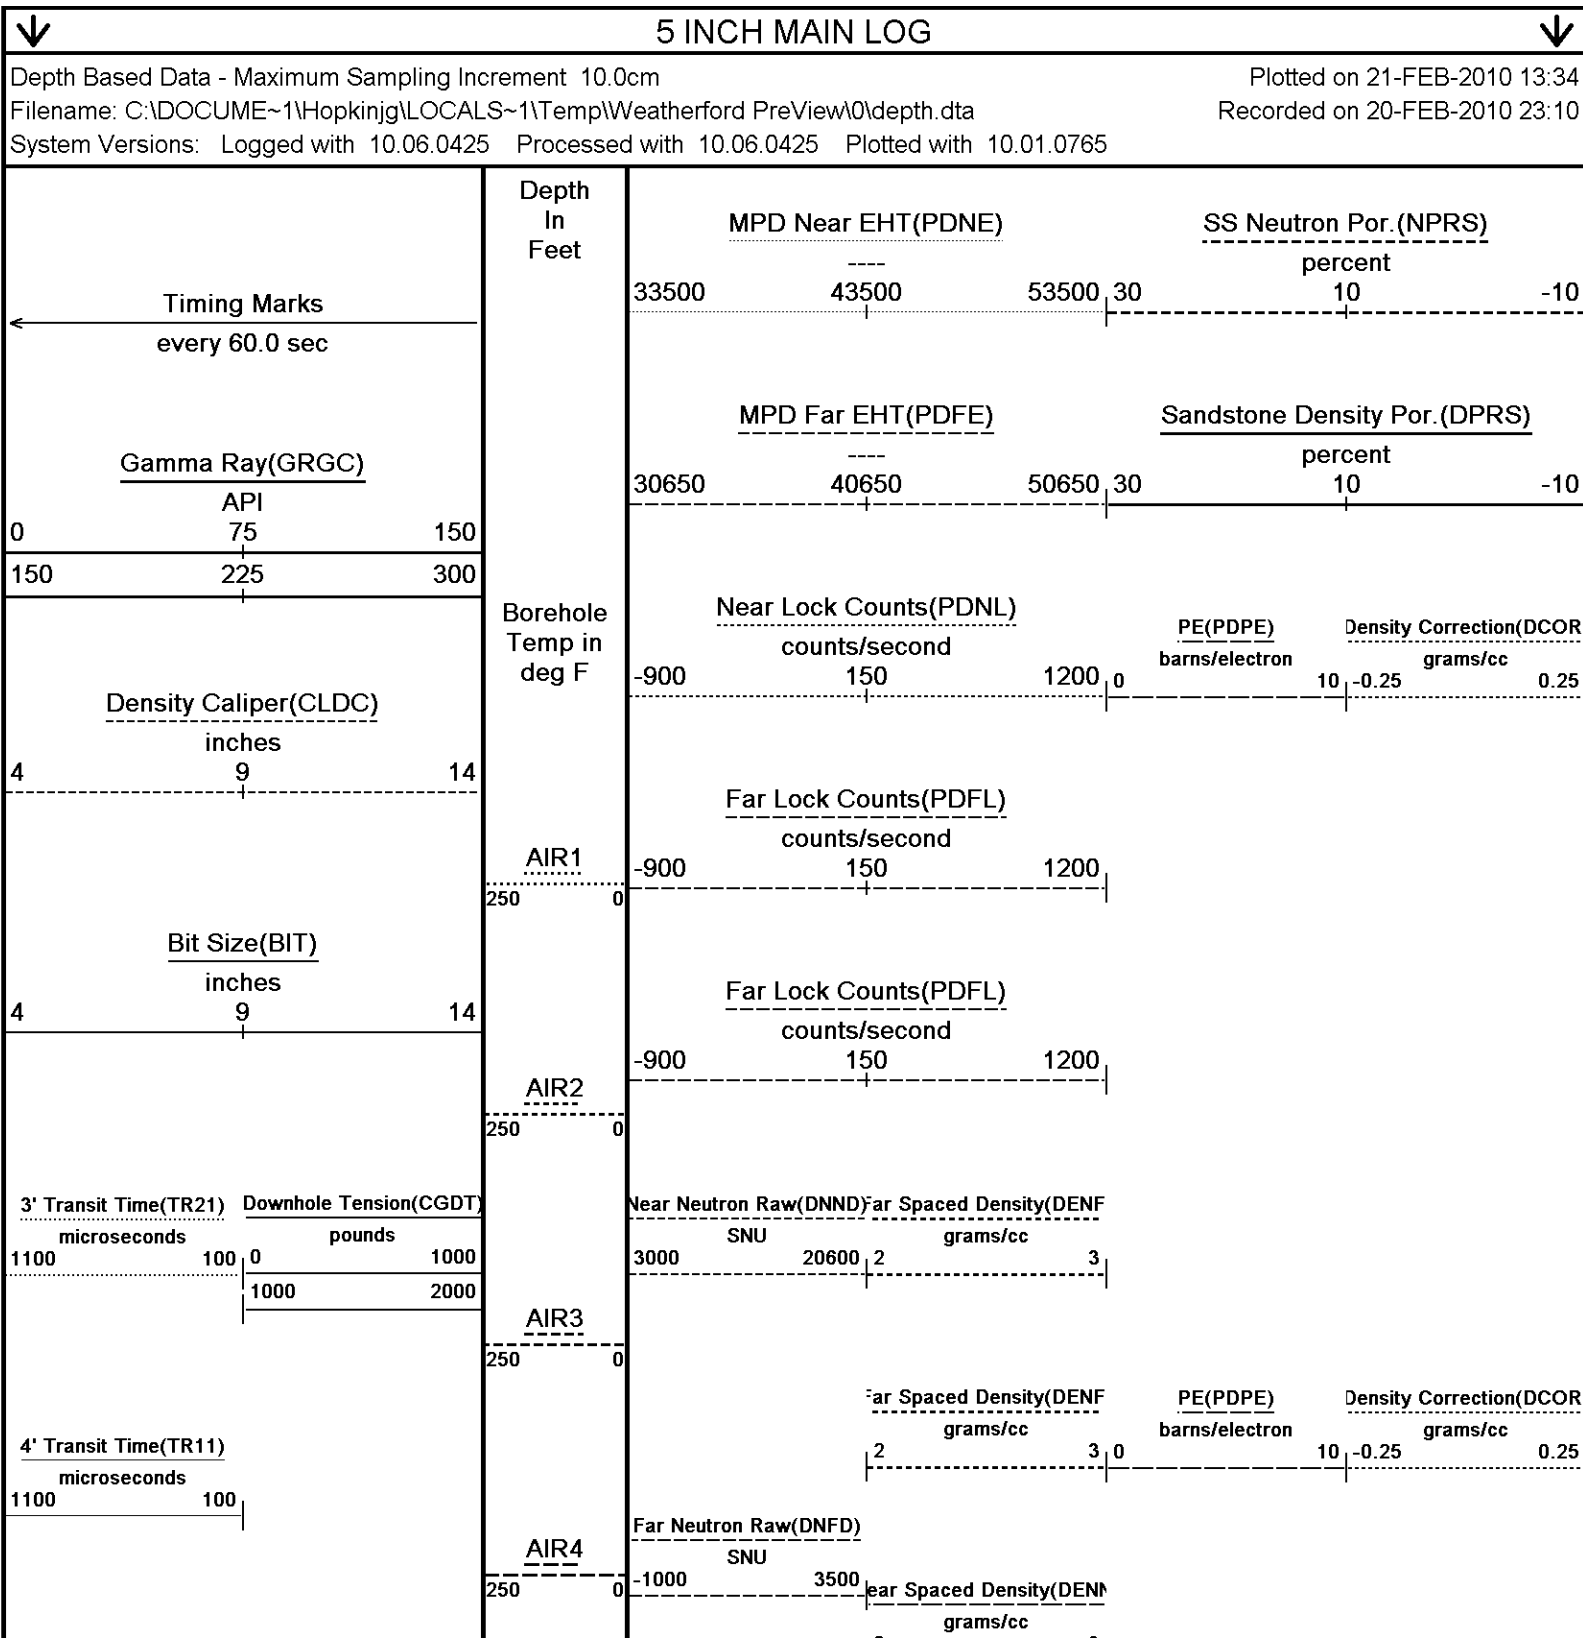 5 INCH MAIN LOG
Depth Based Data - Maximum Sampling Increment 10.0cm
Plotted on 21-FEB-2010 13:34
Filename: C:\DOCUME~1\Hopkinjg\LOCALS~1\Temp\Weatherford PreView\0\depth.dta
Recorded on 20-FEB-2010 23:10
System Versions: Logged with 10.06.0425 Processed with 10.06.0425 Plotted with 10.01.0765
Timing Marks
every 60.0 sec
Gamma Ray(GRGC)
API
0 75 150
150 225 300
Density Caliper(CLDC)
inches
4 9 14
Bit Size(BIT)
inches
4 9 14
3' Transit Time(TR21)
microseconds
1100 100
Downhole Tension(CGDT)
pounds
0 1000
1000 2000
4' Transit Time(TR11)
microseconds
1100 100
Depth
In
Feet
Borehole
Temp in
deg F
AIR1
250 0
AIR2
250 0
AIR3
250 0
AIR4
250 0
MPD Near EHT(PDNE)
----
33500 43500 53500
MPD Far EHT(PDFE)
----
30650 40650 50650
Near Lock Counts(PDNL)
counts/second
-900 150 1200
Far Lock Counts(PDFL)
counts/second
-900 150 1200
Far Lock Counts(PDFL)
counts/second
-900 150 1200
Near Neutron Raw(DNND)
SNU
3000 20600
Far Spaced Density(DENF
grams/cc
2 3
Far Spaced Density(DENF
grams/cc
2 3
Far Neutron Raw(DNFD)
SNU
-1000 3500
ear Spaced Density(DENN
grams/cc
SS Neutron Por.(NPRS)
percent
30 10 -10
Sandstone Density Por.(DPRS)
percent
30 10 -10
PE(PDPE)
barns/electron
0 10
Density Correction(DCOR
grams/cc
-0.25 0.25
PE(PDPE)
barns/electron
0 10
Density Correction(DCOR
grams/cc
-0.25 0.25